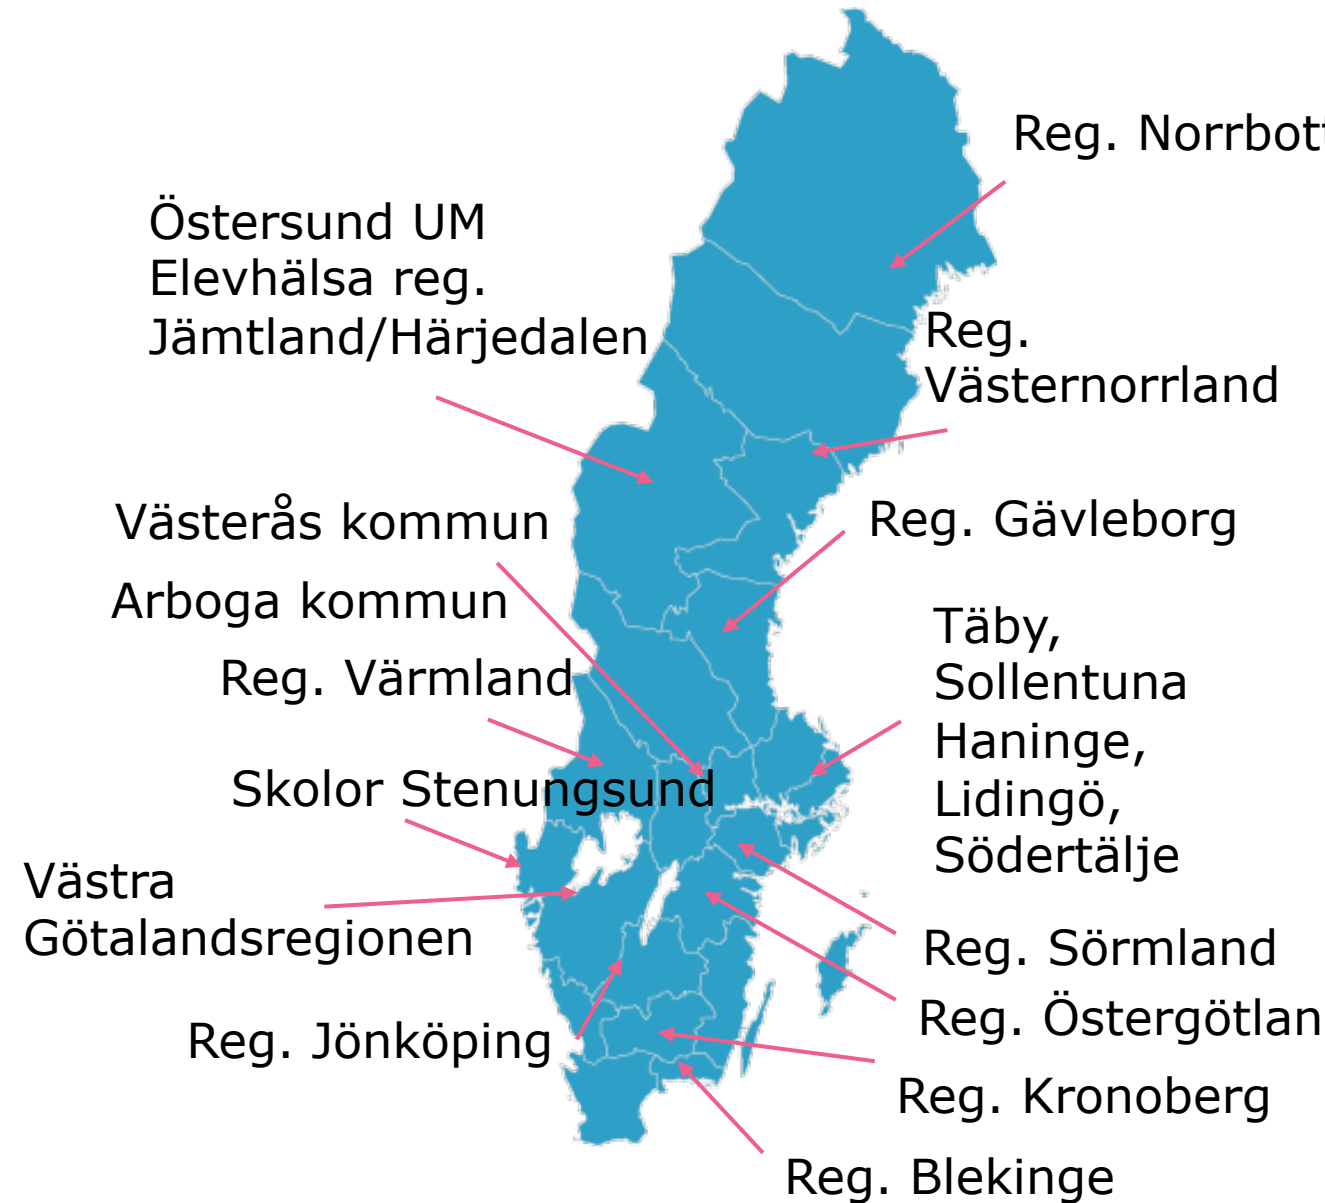 Reg. Norrbott
Östersund UM
Elevhälsa reg.
Jämtland/Härjedalen
Reg.
Västernorrland
Västerås kommun
Reg. Gävleborg
Arboga kommun
Täby,
Sollentuna
Haninge,
Lidingö,
Södertälje
Reg. Värmland
Skolor Stenungsund
Västra
Götalandsregionen
Reg. Sörmland
Reg. Östergötlan
Reg. Jönköping
Reg. Kronoberg
Reg. Blekinge